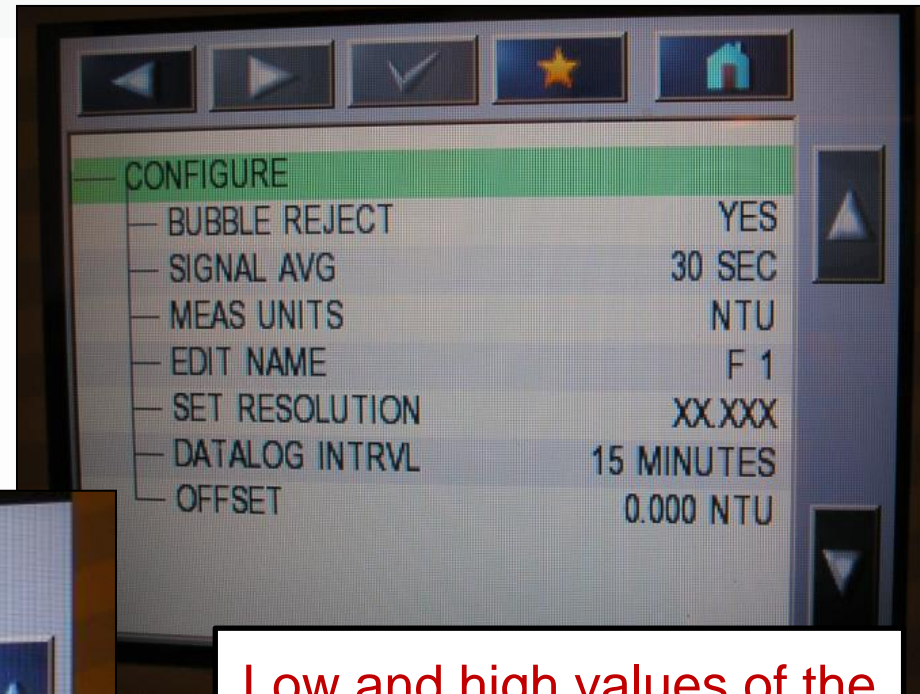 CONFIGURE
BUBBLE REJECT YES
SIGNAL AVG 30 SEC
MEAS UNITS NTU
EDIT NAME F 1
SET RESOLUTION XX.XXX
DATALOG INTRVL 15 MINUTES
OFFSET 0.000 NTU
Low and high values of the